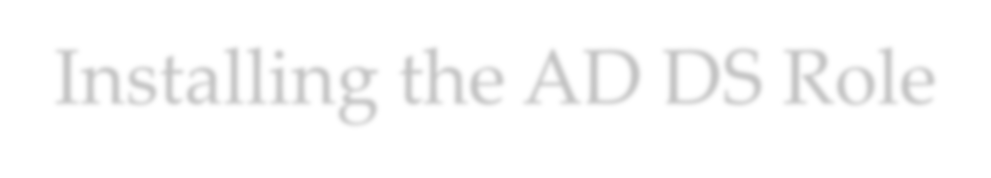 Installing the AD DS Role